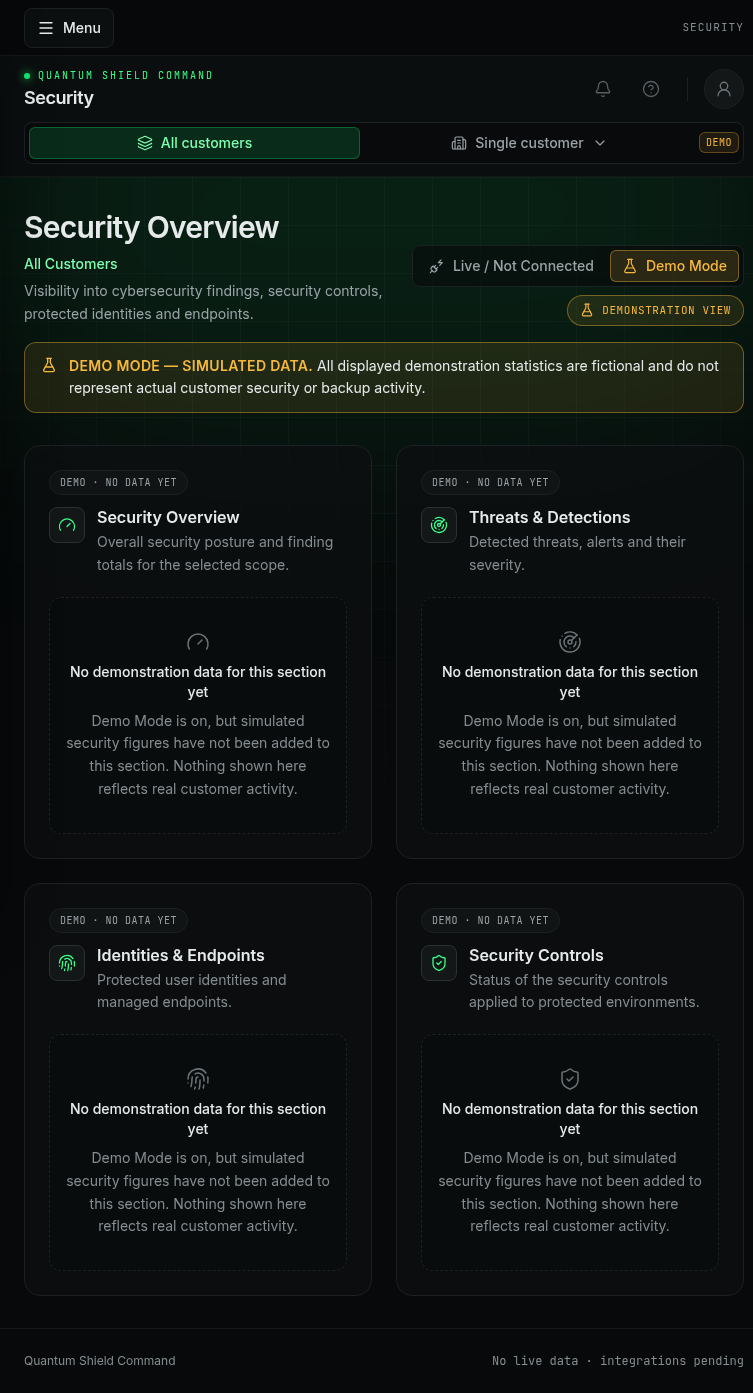 Menu
SECURITY
QUANTUM SHIELD COMMAND
Security
All customers
Single customer
DEMO
Security Overview
All Customers
Visibility into cybersecurity findings, security controls,
protected identities and endpoints.
Live / Not Connected
Demo Mode
DEMONSTRATION VIEW
DEMO MODE — SIMULATED DATA. All displayed demonstration statistics are fictional and do not
represent actual customer security or backup activity.
DEMO · NO DATA YET
Security Overview
Overall security posture and finding
totals for the selected scope.
No demonstration data for this section
yet
Demo Mode is on, but simulated
security figures have not been added to
this section. Nothing shown here
reflects real customer activity.
DEMO · NO DATA YET
Threats & Detections
Detected threats, alerts and their
severity.
No demonstration data for this section
yet
Demo Mode is on, but simulated
security figures have not been added to
this section. Nothing shown here
reflects real customer activity.
DEMO · NO DATA YET
Identities & Endpoints
Protected user identities and
managed endpoints.
No demonstration data for this section
yet
Demo Mode is on, but simulated
security figures have not been added to
this section. Nothing shown here
reflects real customer activity.
DEMO · NO DATA YET
Security Controls
Status of the security controls
applied to protected environments.
No demonstration data for this section
yet
Demo Mode is on, but simulated
security figures have not been added to
this section. Nothing shown here
reflects real customer activity.
Quantum Shield Command
No live data · integrations pending